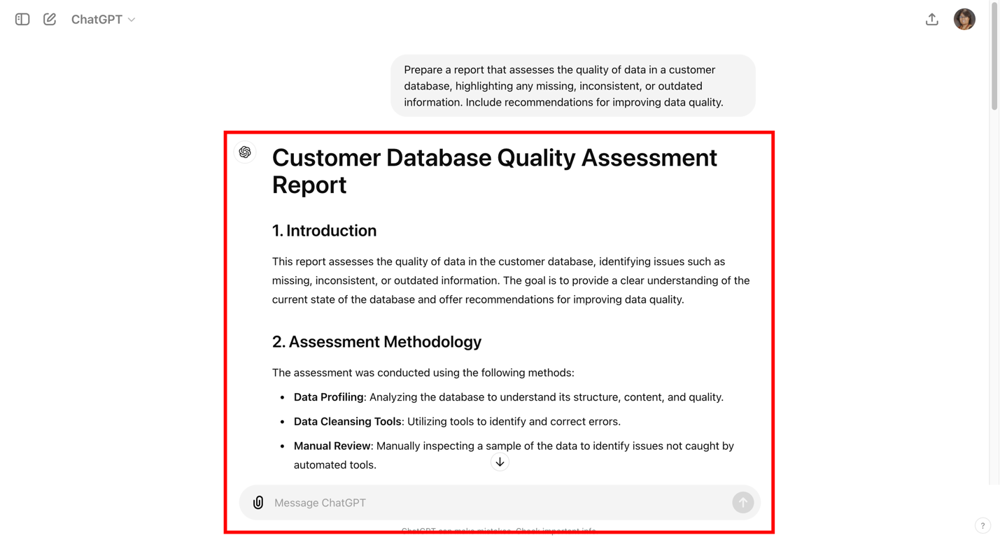 ChatGPT
Prepare a report that assesses the quality of data in a customer
database, highlighting any missing, inconsistent, or outdated
information. Include recommendations for improving data quality.
Customer Database Quality Assessment
Report
1. Introduction
This report assesses the quality of data in the customer database, identifying issues such as
missing, inconsistent, or outdated information. The goal is to provide a clear understanding of the
current state of the database and offer recommendations for improving data quality.
2. Assessment Methodology
The assessment was conducted using the following methods:
• Data Profiling: Analyzing the database to understand its structure, content, and quality.
• Data Cleansing Tools: Utilizing tools to identify and correct errors.
• Manual Review: Manually inspecting a sample of the data to identify issues not caught by
automated tools.
Message ChatGPT
ChatGPT can make mistakes. Check important info.
?